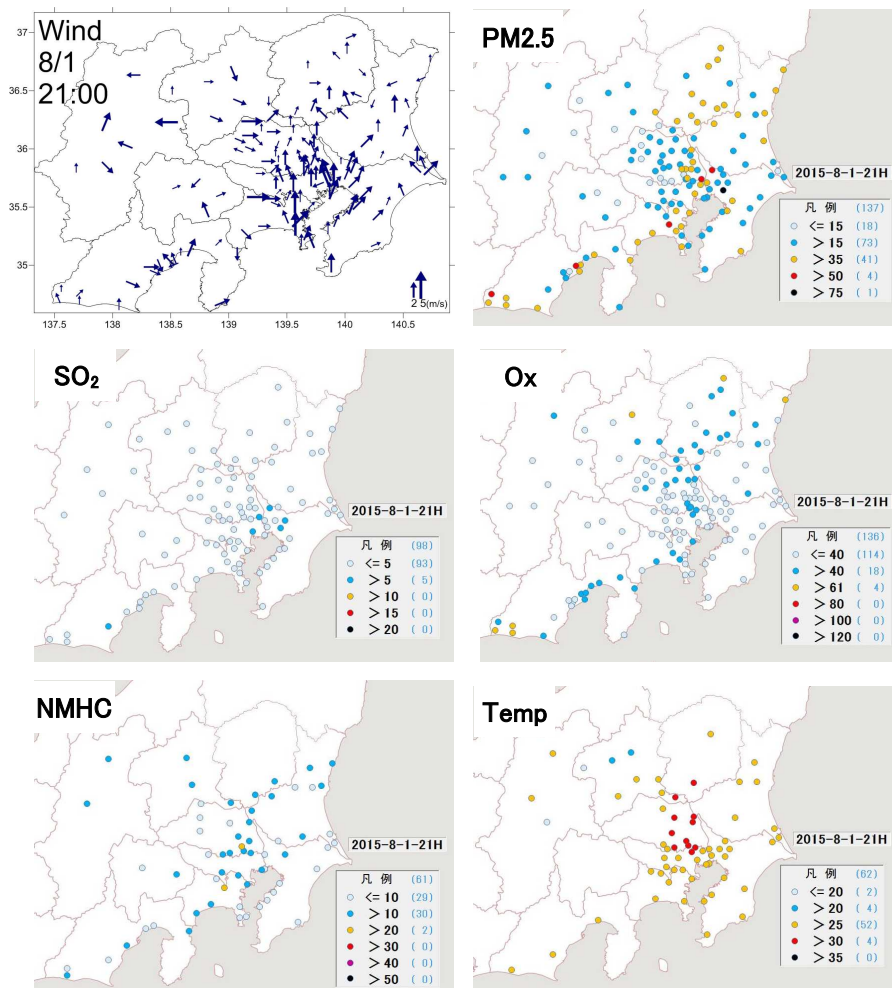 Wind
8/1
21:00
37
36.5
36
35.5
35
137.5 138 138.5 139 139.5 140 140.5
2 5(m/s)
PM2.5
2015-8-1-21H
凡 例 (137)
<= 15 (18)
> 15 (73)
> 35 (41)
> 50 ( 4)
> 75 ( 1)
SO₂
2015-8-1-21H
凡 例 (98)
<= 5 (93)
> 5 ( 5)
> 10 ( 0)
> 15 ( 0)
> 20 ( 0)
Ox
2015-8-1-21H
凡 例 (136)
<= 40 (114)
> 40 ( 18)
> 61 ( 4)
> 80 ( 0)
> 100 ( 0)
> 120 ( 0)
NMHC
2015-8-1-21H
凡 例 (61)
<= 10 (29)
> 10 (30)
> 20 ( 2)
> 30 ( 0)
> 40 ( 0)
> 50 ( 0)
Temp
2015-8-1-21H
凡 例 (62)
<= 20 ( 2)
> 20 ( 4)
> 25 (52)
> 30 ( 4)
> 35 ( 0)